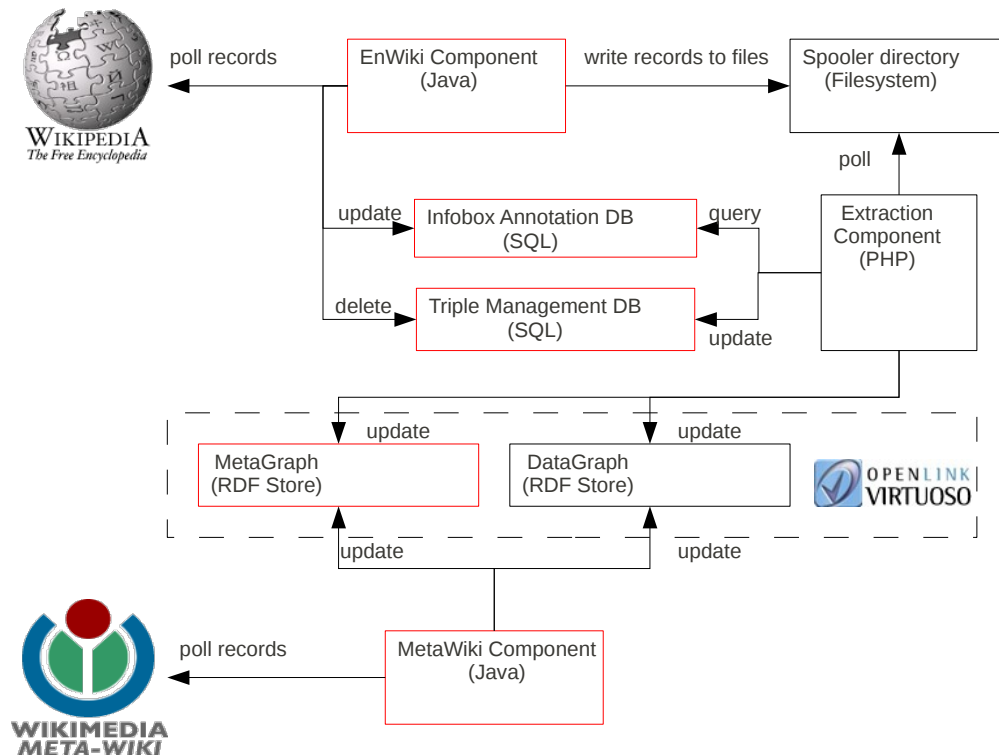 poll records
EnWiki Component
(Java)
write records to files
Spooler directory
(Filesystem)
WIKIPEDIA
The Free Encyclopedia
poll
update
Infobox Annotation DB
(SQL)
query
Extraction
Component
(PHP)
delete
Triple Management DB
(SQL)
update
update
update
MetaGraph
(RDF Store)
DataGraph
(RDF Store)
OPENLINK
VIRTUOSO
update
update
poll records
MetaWiki Component
(Java)
WIKIMEDIA
META-WIKI